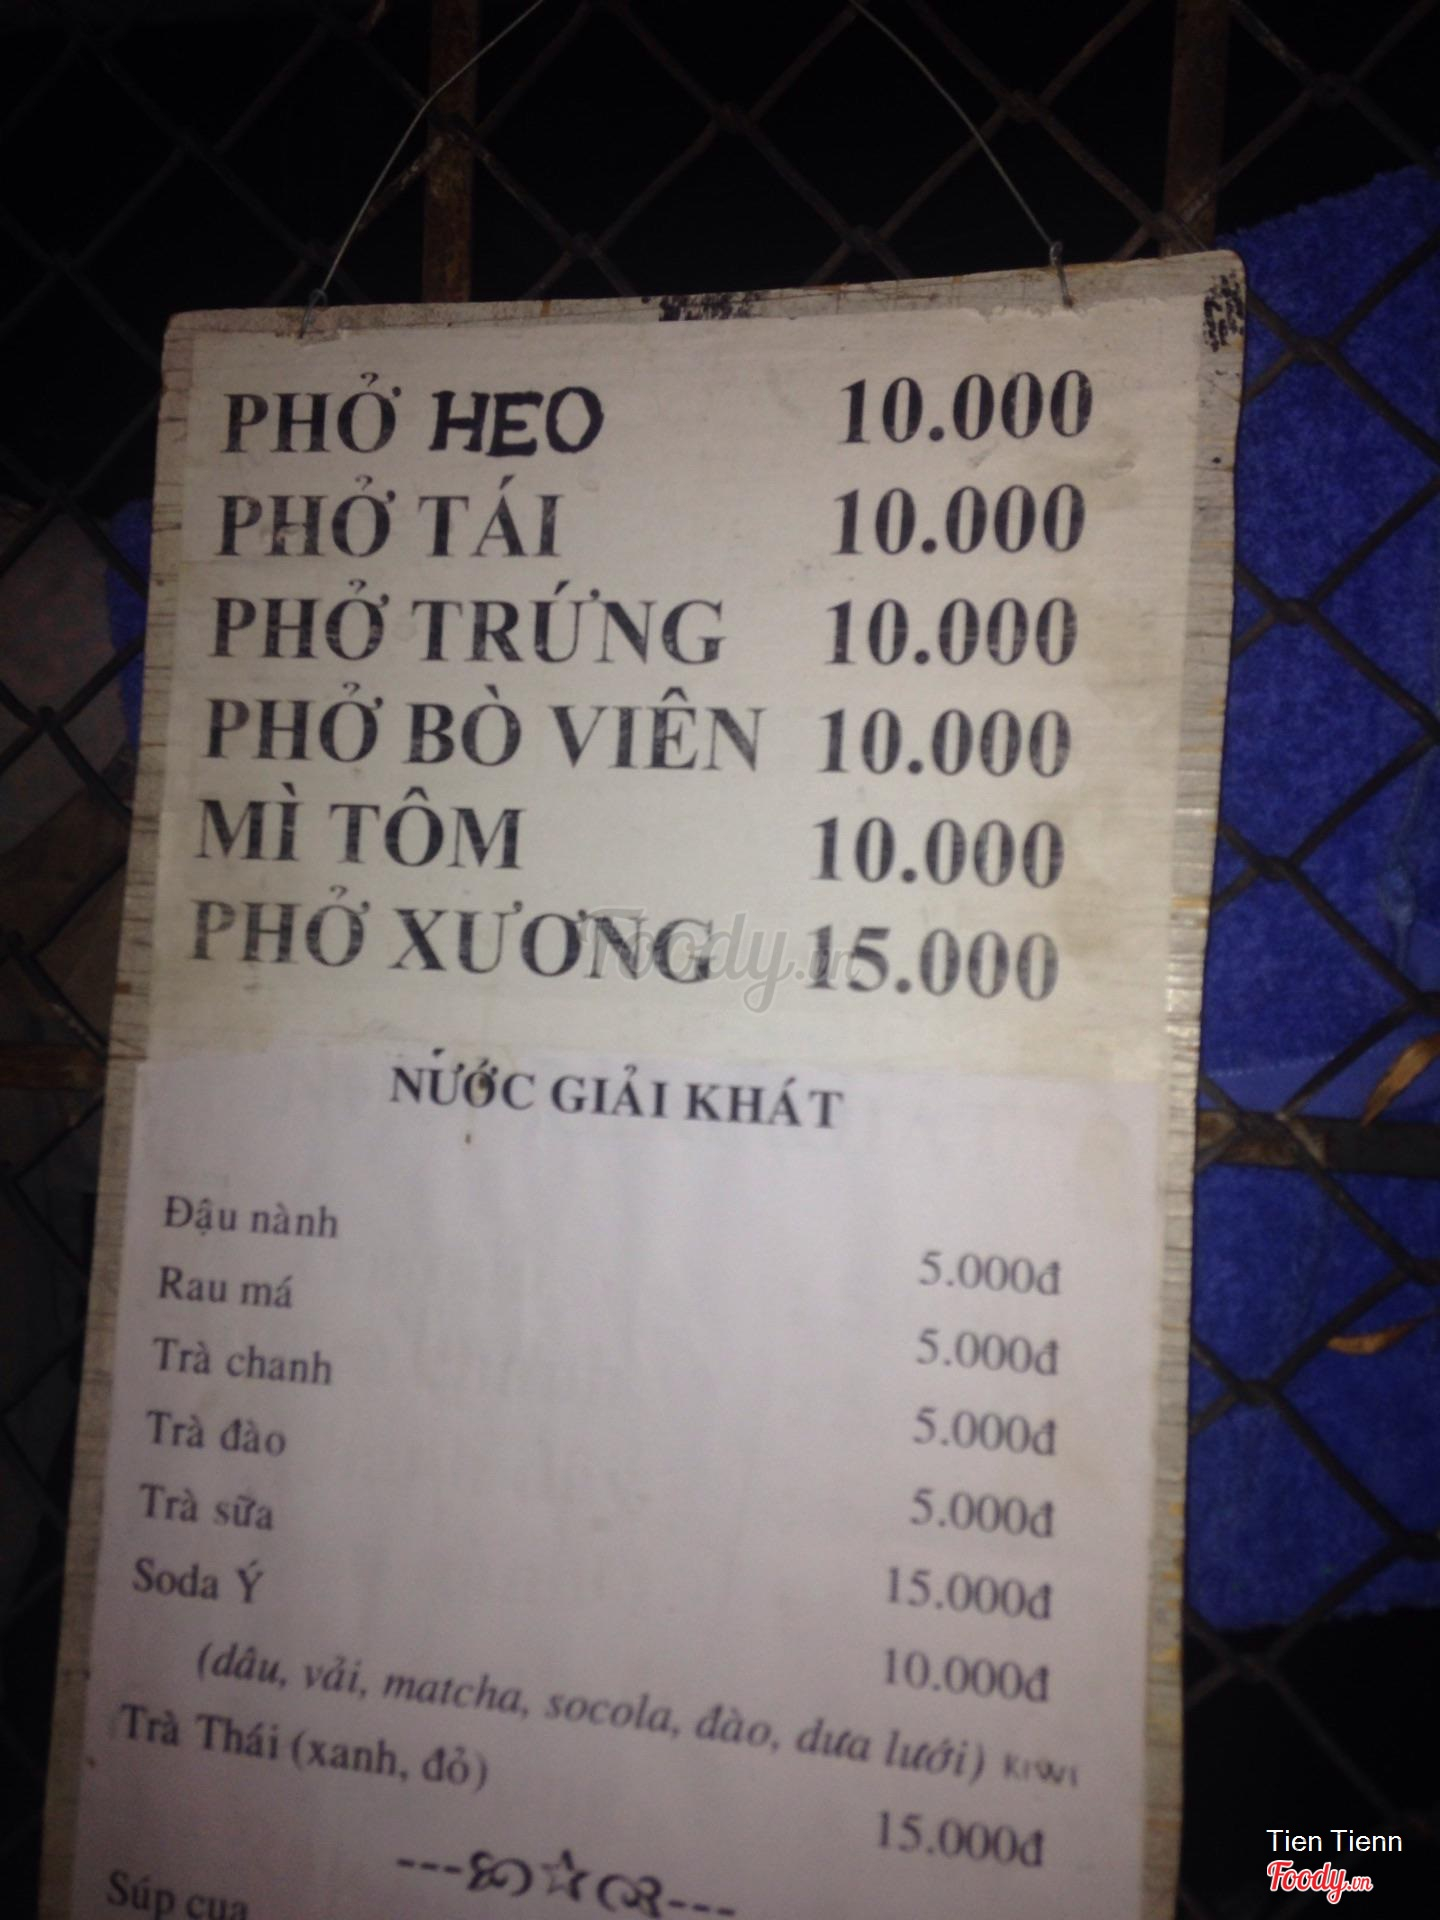 PHỞ HEO 10.000
PHỞ TÁI 10.000
PHỞ TRỨNG 10.000
PHỞ BÒ VIÊN 10.000
MÌ TÔM 10.000
PHỞ XƯƠNG 15.000
Foody.vn
NƯỚC GIẢI KHÁT
Đậu nành 5.000đ
Rau má 5.000đ
Trà chanh 5.000đ
Trà đào 5.000đ
Trà sữa 15.000đ
Soda Ý 10.000đ
(dâu, vải, matcha, socola, đào, dưa lưới) KIWI
Trà Thái (xanh, đỏ) 15.000đ
Súp cua
Tien Tienn
Foody.vn